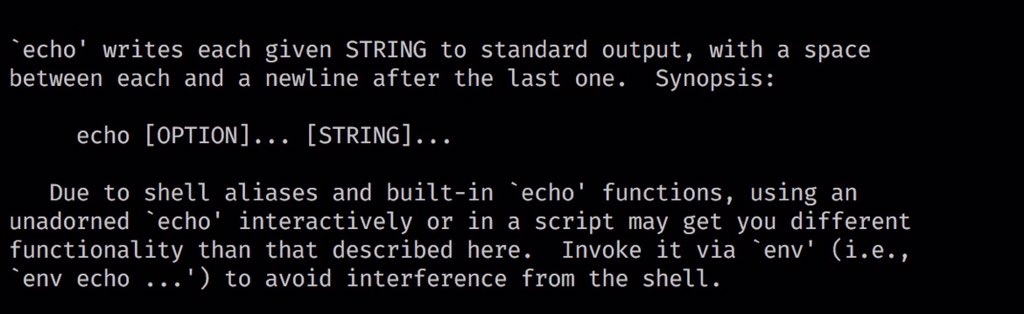 `echo' writes each given STRING to standard output, with a space
between each and a newline after the last one.  Synopsis:
echo [OPTION]... [STRING]...
Due to shell aliases and built-in `echo' functions, using an
unadorned `echo' interactively or in a script may get you different
functionality than that described here.  Invoke it via `env' (i.e.,
`env echo ...') to avoid interference from the shell.